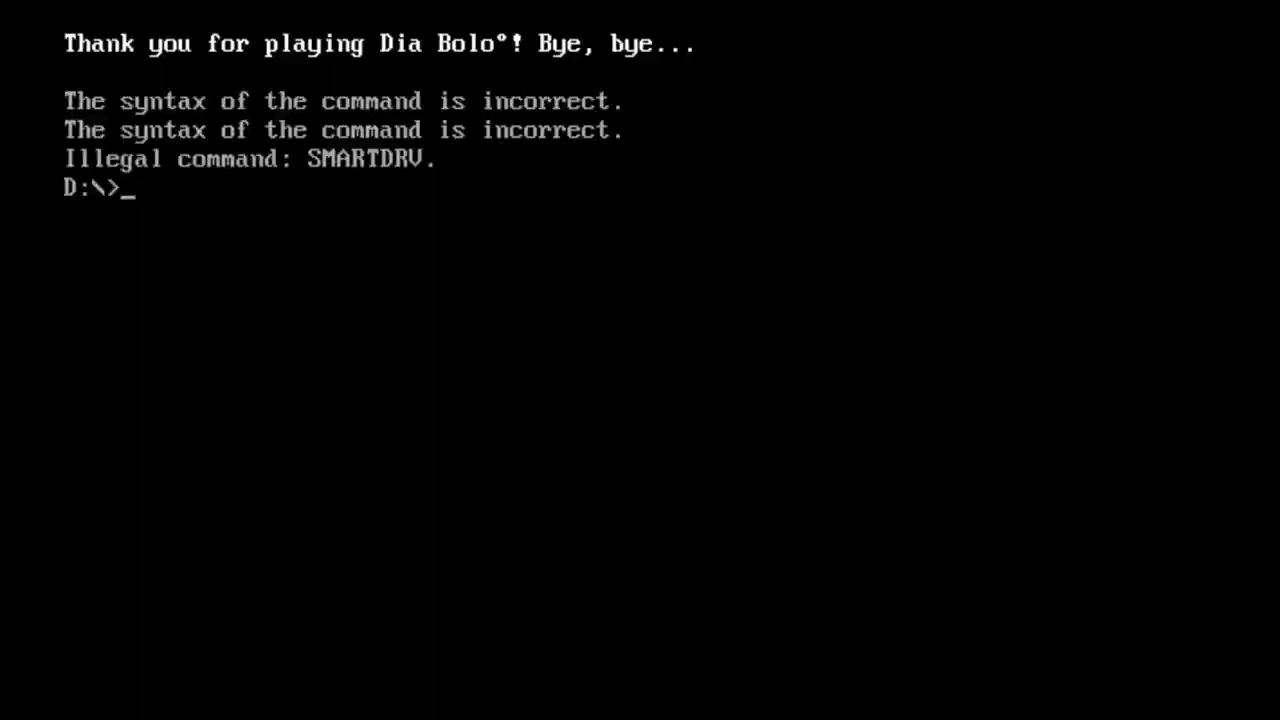 Thank you for playing Dia Bolo°! Bye, bye...
The syntax of the command is incorrect.
The syntax of the command is incorrect.
Illegal command: SMARTDRV.
D:\>_